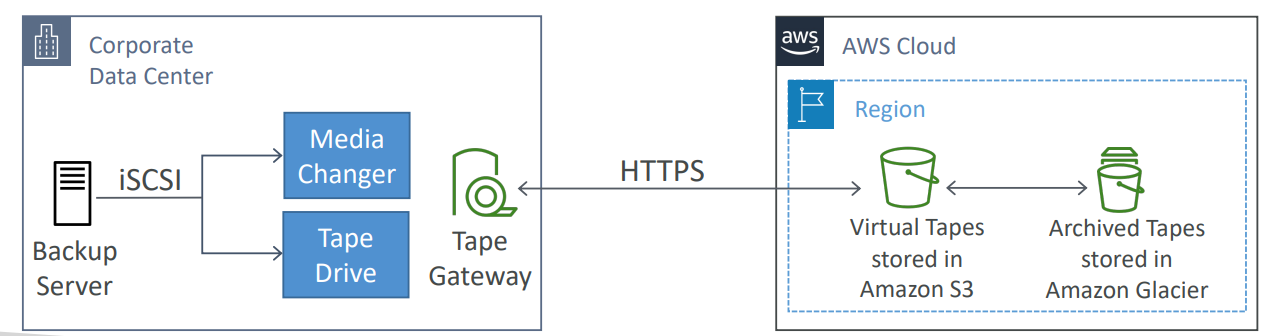 Corporate
Data Center
Media
Changer
iSCSI
Tape
Drive
Backup
Server
Tape
Gateway
HTTPS
aws
AWS Cloud
Region
Virtual Tapes
stored in
Amazon S3
Archived Tapes
stored in
Amazon Glacier